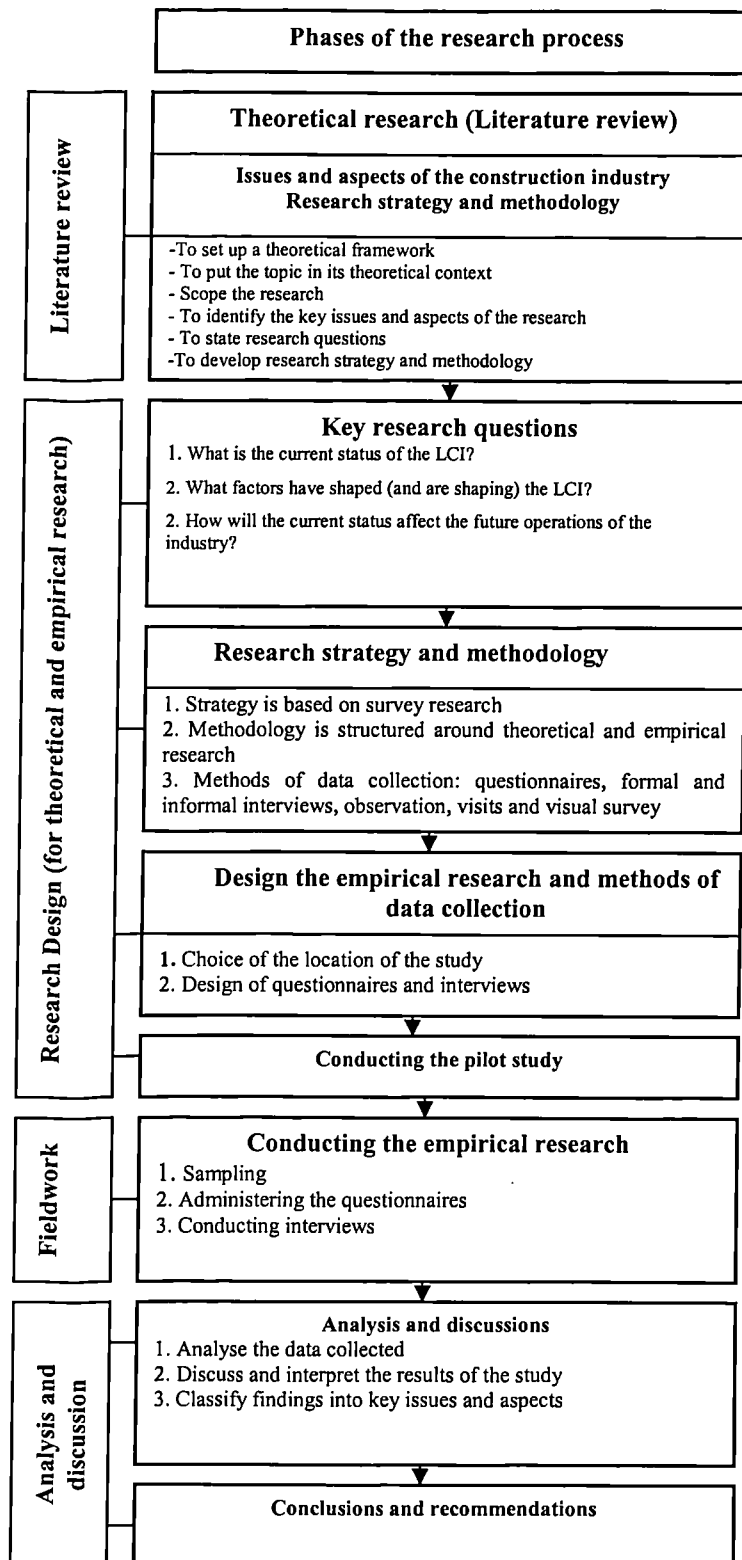 Phases of the research process
Literature review
Theoretical research (Literature review)
Issues and aspects of the construction industry
Research strategy and methodology
-To set up a theoretical framework
- To put the topic in its theoretical context
- Scope the research
- To identify the key issues and aspects of the research
- To state research questions
-To develop research strategy and methodology
Research Design (for theoretical and empirical research)
Key research questions
1. What is the current status of the LCI?
2. What factors have shaped (and are shaping) the LCI?
2. How will the current status affect the future operations of the
industry?
Research strategy and methodology
1. Strategy is based on survey research
2. Methodology is structured around theoretical and empirical
research
3. Methods of data collection: questionnaires, formal and
informal interviews, observation, visits and visual survey
Design the empirical research and methods of
data collection
1. Choice of the location of the study
2. Design of questionnaires and interviews
Conducting the pilot study
Fieldwork
Conducting the empirical research
1. Sampling
2. Administering the questionnaires
3. Conducting interviews
Analysis and
discussion
Analysis and discussions
1. Analyse the data collected
2. Discuss and interpret the results of the study
3. Classify findings into key issues and aspects
Conclusions and recommendations